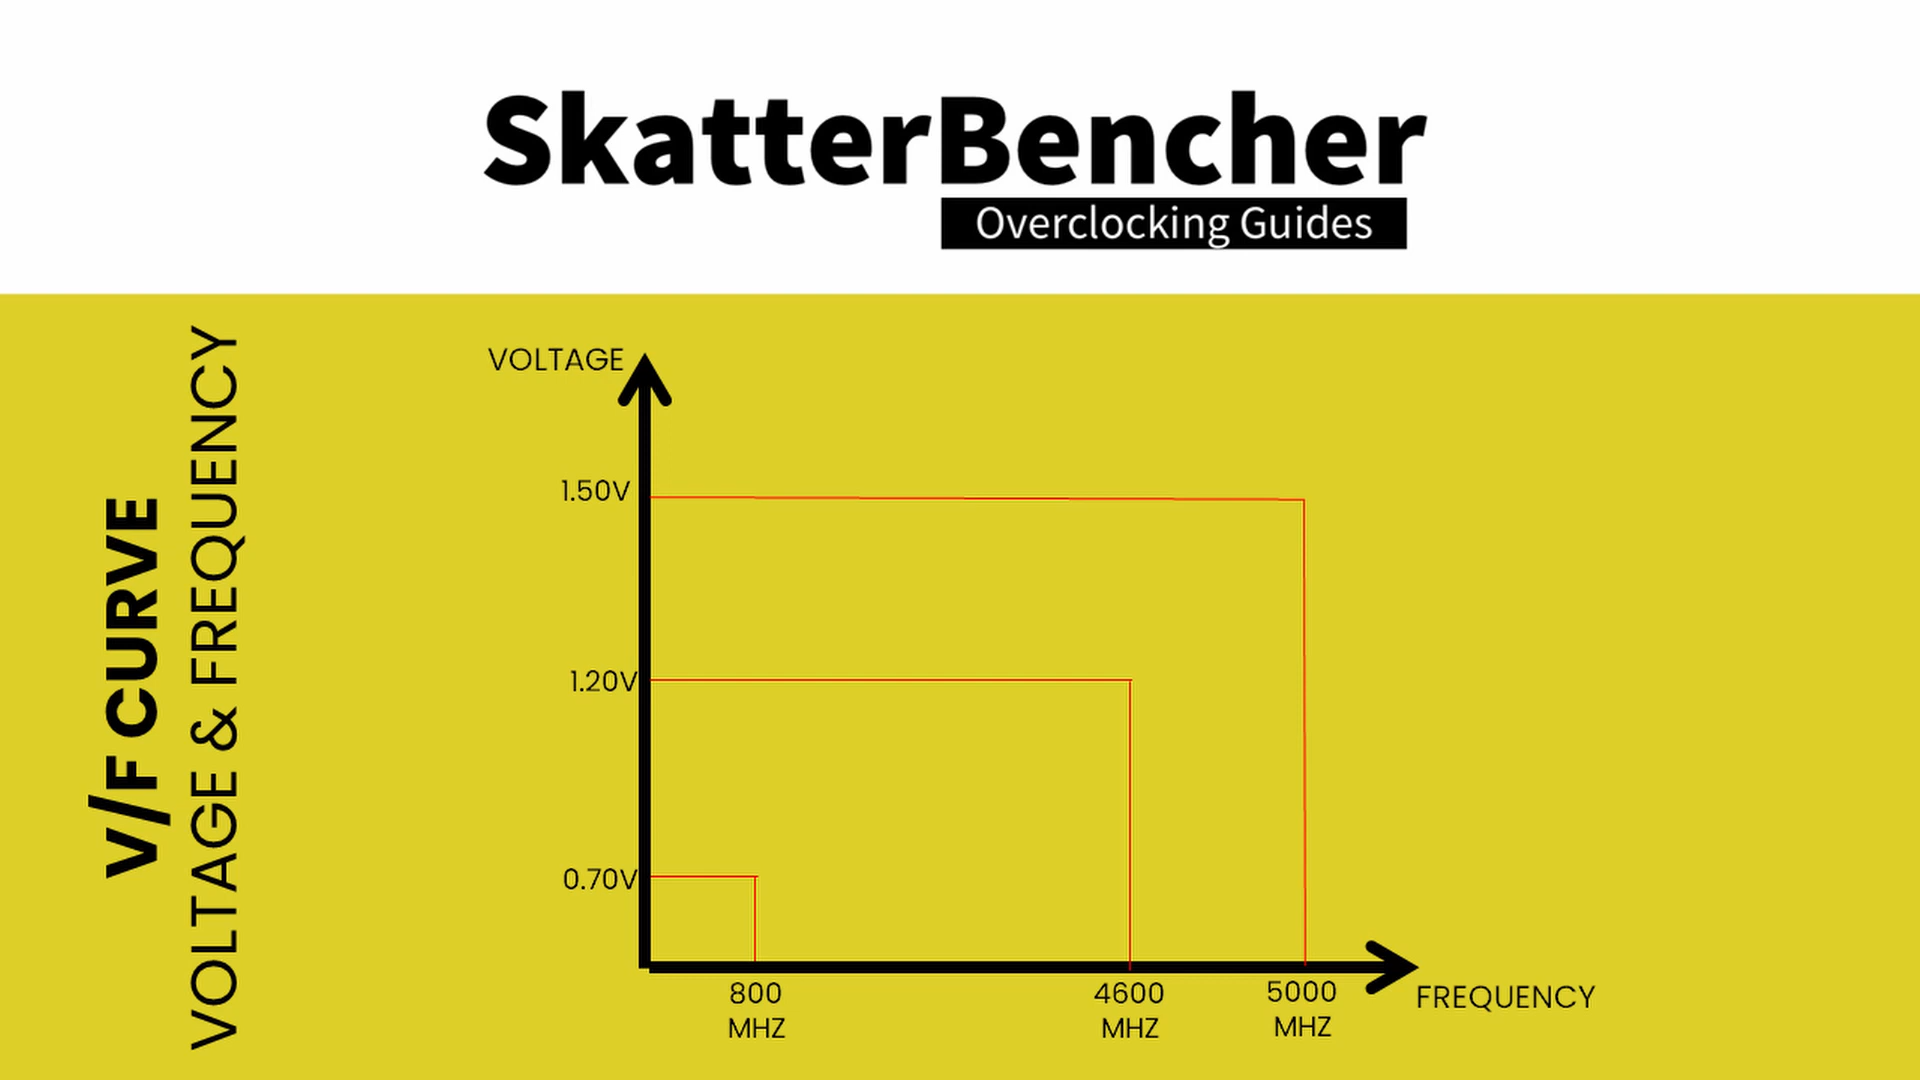 SkatterBencher
Overclocking Guides
V/F CURVE
VOLTAGE & FREQUENCY
VOLTAGE
1.50V
1.20V
0.70V
800
MHZ
4600
MHZ
5000
MHZ
FREQUENCY